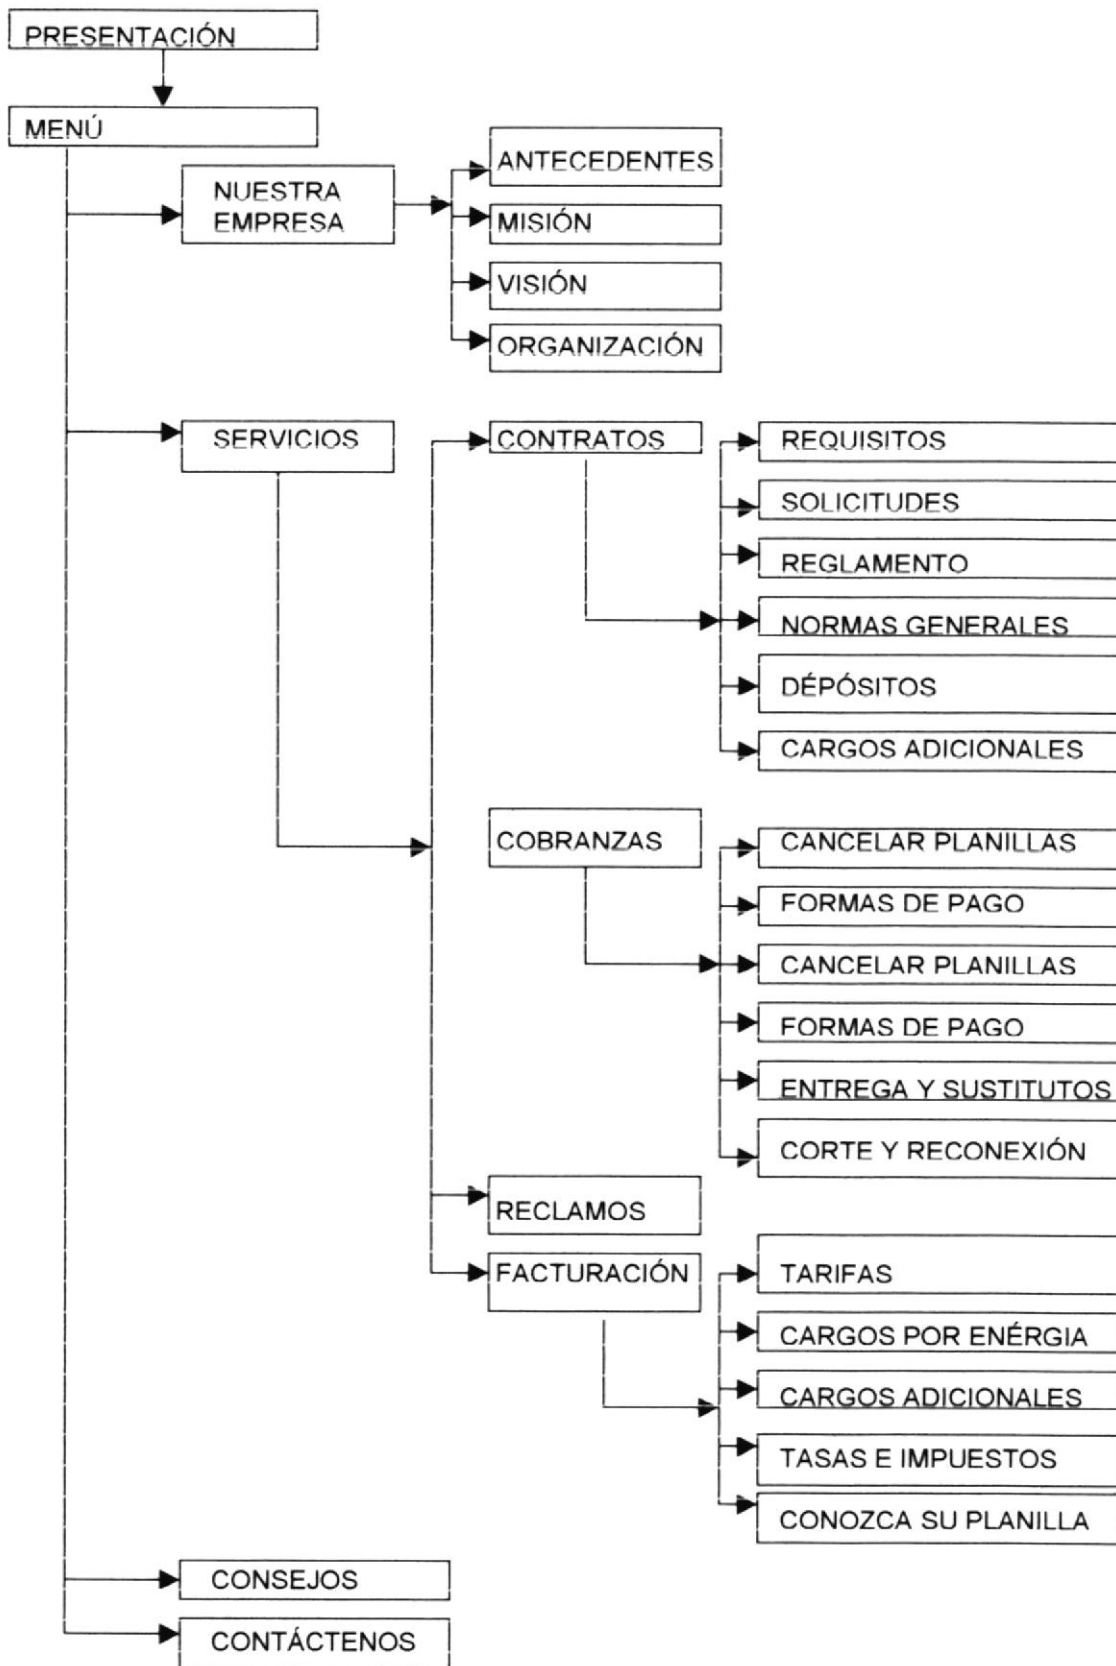 PRESENTACIÓN
MENÚ
NUESTRA
EMPRESA
ANTECEDENTES
MISIÓN
VISIÓN
ORGANIZACIÓN
SERVICIOS
CONTRATOS
REQUISITOS
SOLICITUDES
REGLAMENTO
NORMAS GENERALES
DÉPÓSITOS
CARGOS ADICIONALES
COBRANZAS
CANCELAR PLANILLAS
FORMAS DE PAGO
CANCELAR PLANILLAS
FORMAS DE PAGO
ENTREGA Y SUSTITUTOS
CORTE Y RECONEXIÓN
RECLAMOS
FACTURACIÓN
TARIFAS
CARGOS POR ENÉRGIA
CARGOS ADICIONALES
TASAS E IMPUESTOS
CONOZCA SU PLANILLA
CONSEJOS
CONTÁCTENOS